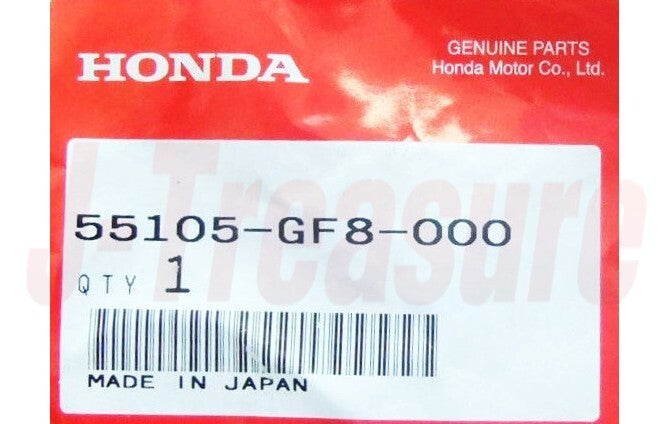 HONDA
GENUINE PARTS
Honda Motor Co., Ltd.
55105-GF8-000
QTY 1
MADE IN JAPAN
J-Treasure